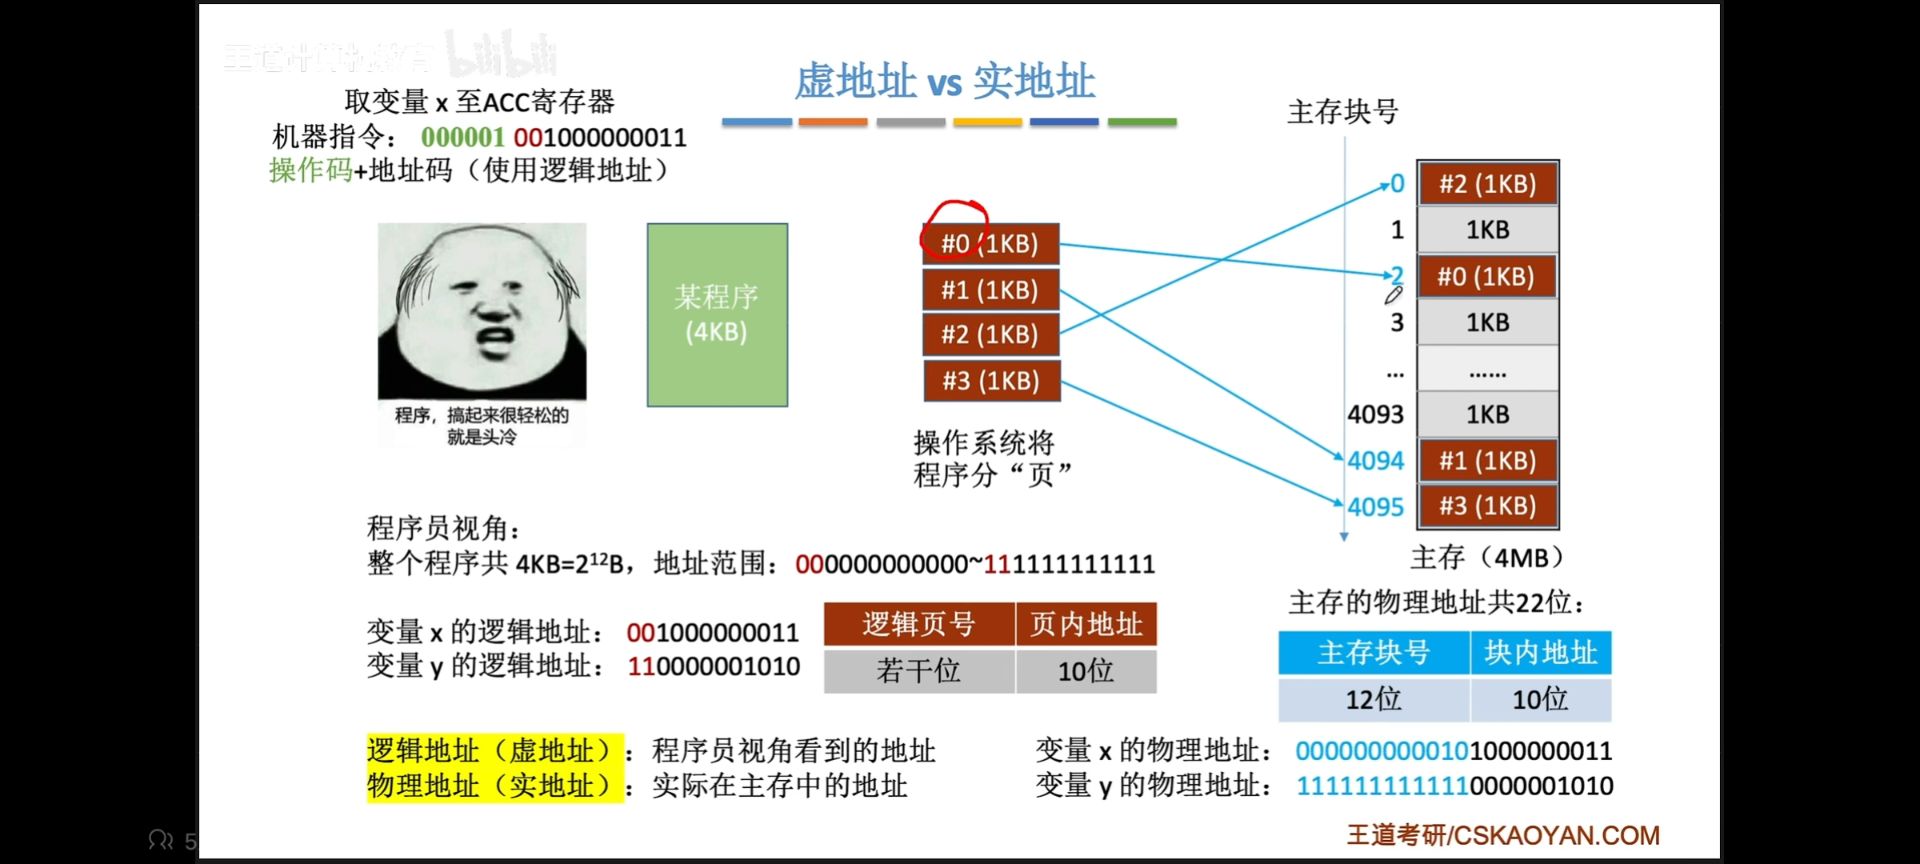 王道计算机教育 bilibili
虚地址 vs 实地址
取变量 x 至ACC寄存器
机器指令： 000001 001000000011
操作码+地址码（使用逻辑地址）
程序，搞起来很轻松的
就是头冷
某程序
(4KB)
#0 (1KB)
#1 (1KB)
#2 (1KB)
#3 (1KB)
操作系统将
程序分“页”
主存块号
0 #2 (1KB)
1 1KB
2 #0 (1KB)
3 1KB
... ......
4093 1KB
4094 #1 (1KB)
4095 #3 (1KB)
主存（4MB）
程序员视角：
整个程序共 4KB=2¹²B，地址范围：000000000000~111111111111
变量 x 的逻辑地址： 001000000011
变量 y 的逻辑地址： 110000001010
逻辑页号 页内地址
若干位 10位
主存的物理地址共22位：
主存块号 块内地址
12位 10位
逻辑地址（虚地址）：程序员视角看到的地址
物理地址（实地址）：实际在主存中的地址
变量 x 的物理地址： 0000000000101000000011
变量 y 的物理地址： 1111111111110000001010
王道考研/CSKAOYAN.COM
5